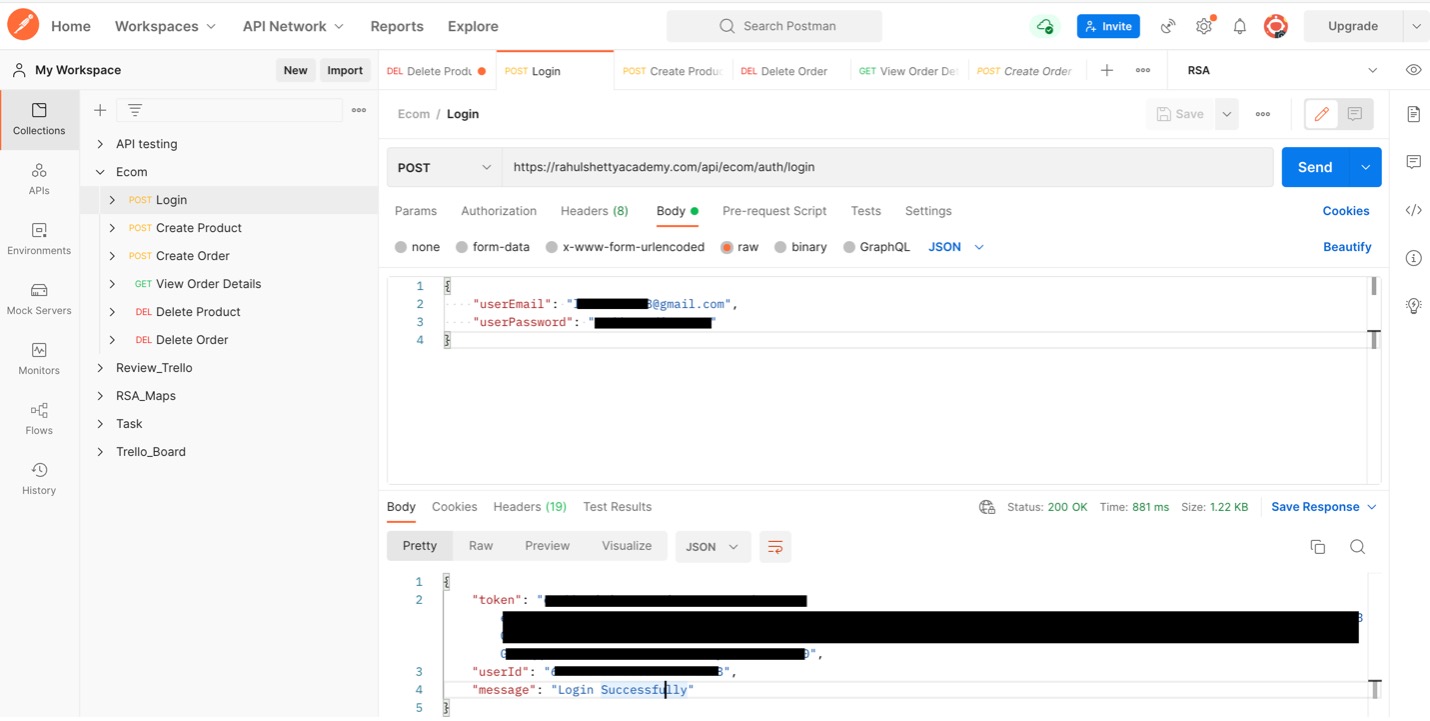 Home Workspaces API Network Reports Explore Search Postman Invite Upgrade
My Workspace New Import DEL Delete Produ POST Login POST Create Produc DEL Delete Order GET View Order De POST Create Order RSA
Collections
APIs
Environments
Mock Servers
Monitors
Flows
History
API testing
Ecom
POST Login
POST Create Product
POST Create Order
GET View Order Details
DEL Delete Product
DEL Delete Order
Review_Trello
RSA_Maps
Task
Trello_Board
Ecom / Login Save
POST https://rahulshettyacademy.com/api/ecom/auth/login Send
Params Authorization Headers (8) Body Pre-request Script Tests Settings Cookies
none form-data x-www-form-urlencoded raw binary GraphQL JSON Beautify
1 {
2 "userEmail": " @gmail.com",
3 "userPassword": " "
4 }
Body Cookies Headers (19) Test Results Status: 200 OK Time: 881 ms Size: 1.22 KB Save Response
Pretty Raw Preview Visualize JSON
1 {
2 "token": "
",
3 "userId": " ",
4 "message": "Login Successfully"
5 }